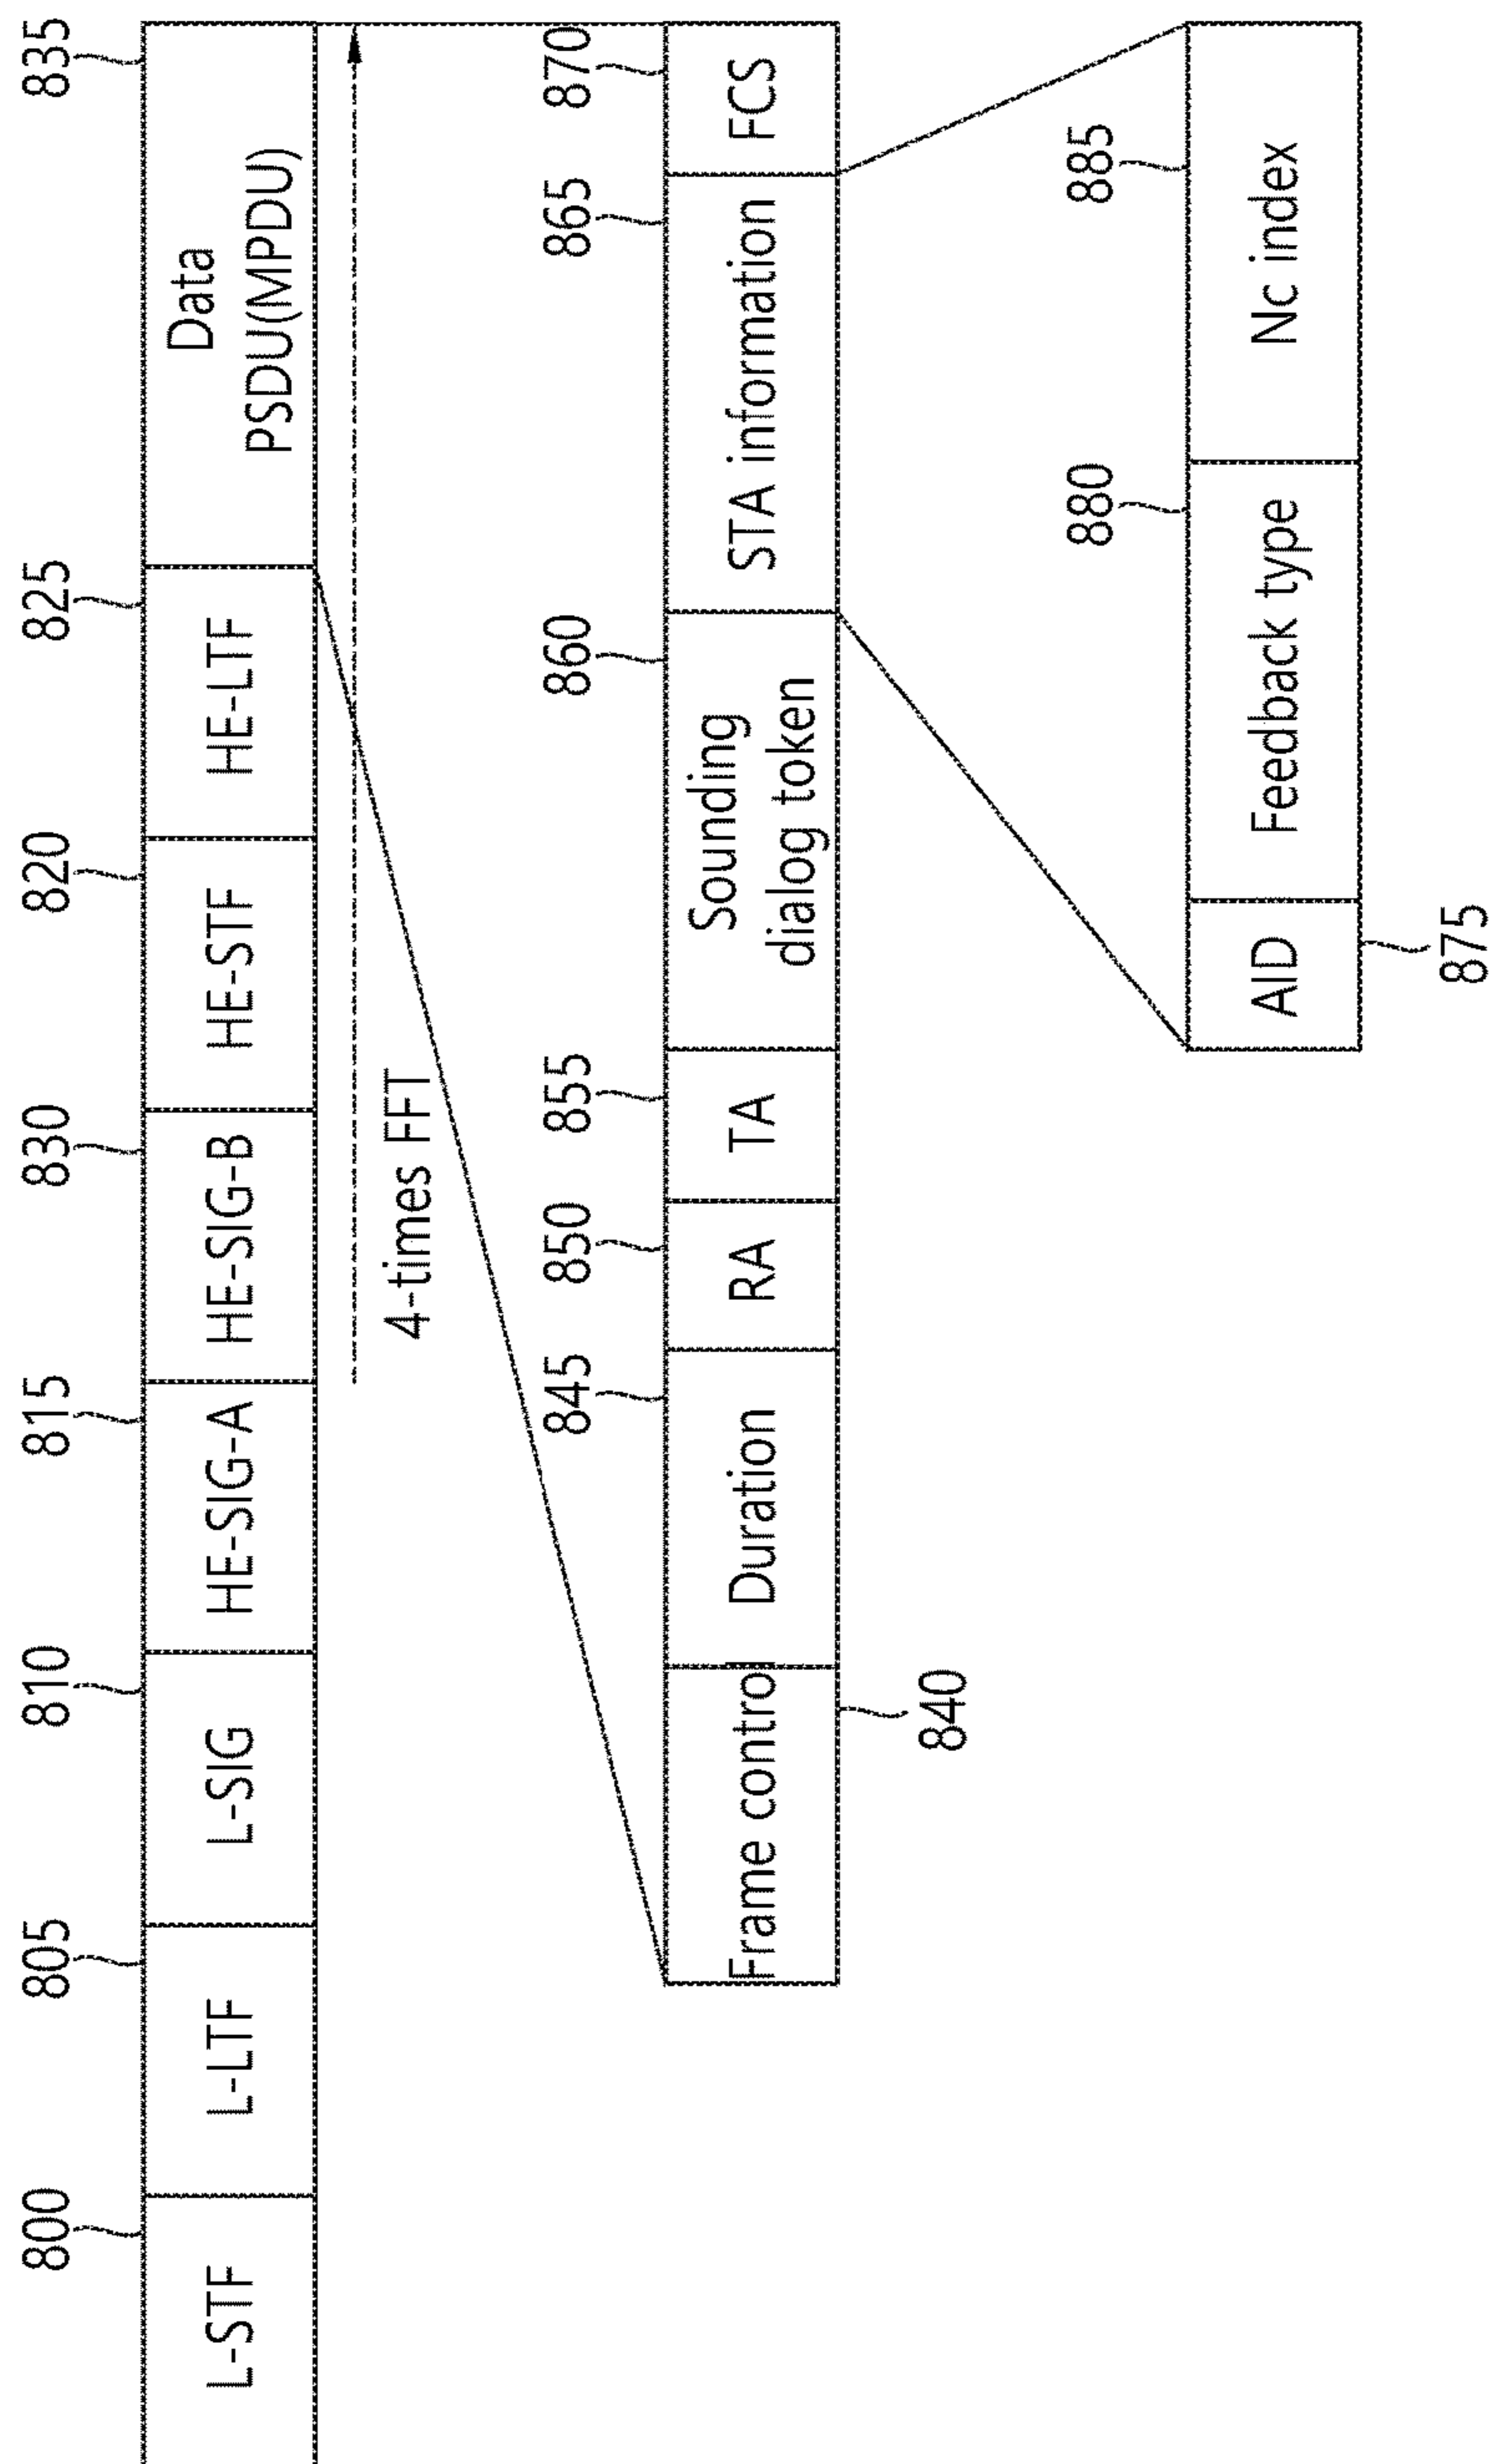 800
805
810
815
830
820
825
835
L-STF
L-LTF
L-SIG
HE-SIG-A
HE-SIG-B
HE-STF
HE-LTF
Data
PSDU(MPDU)
4-times FFT
845
850
855
860
865
870
Frame control
Duration
RA
TA
Sounding
dialog token
STA information
FCS
840
880
885
AID
Feedback type
Nc index
875